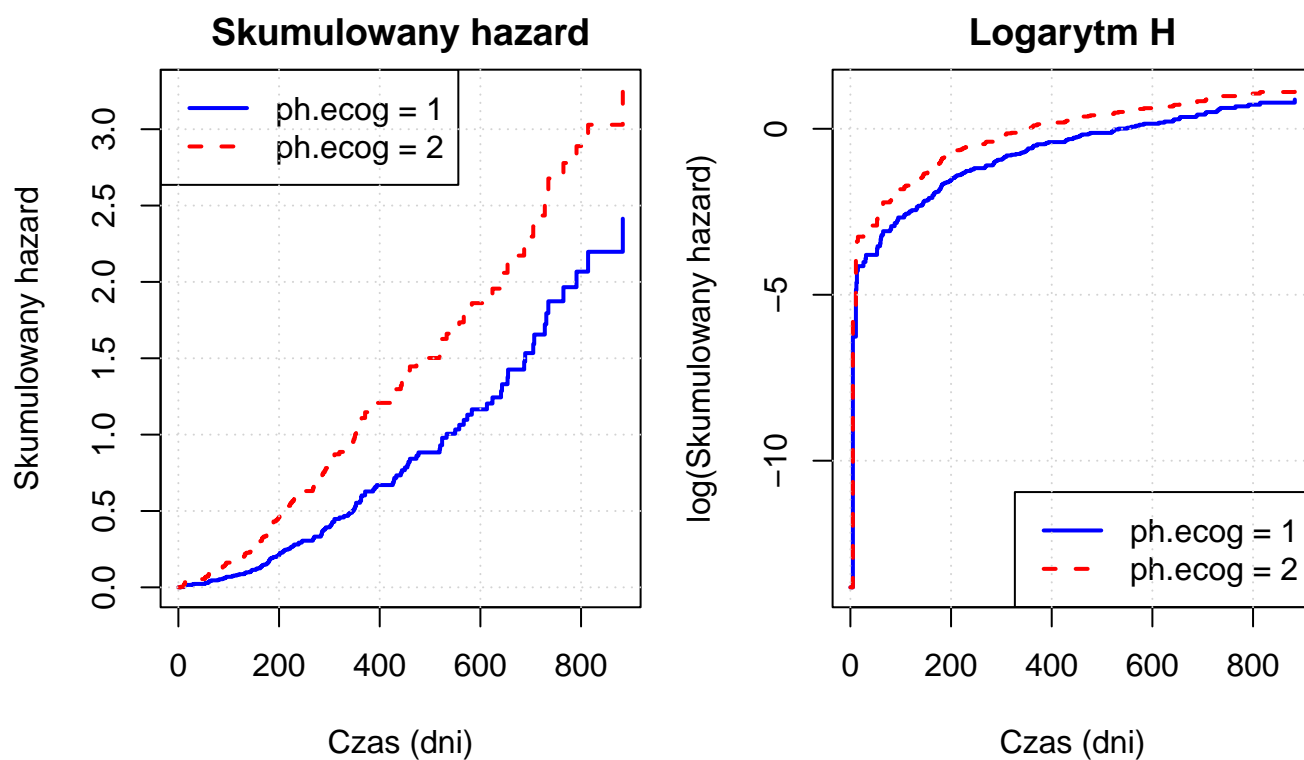 Skumulowany hazard
Skumulowany hazard
3.0
2.5
2.0
1.5
1.0
0.5
0.0
ph.ecog = 1
ph.ecog = 2
0 200 400 600 800
Czas (dni)
Logarytm H
log(Skumulowany hazard)
0
−5
−10
ph.ecog = 1
ph.ecog = 2
0 200 400 600 800
Czas (dni)